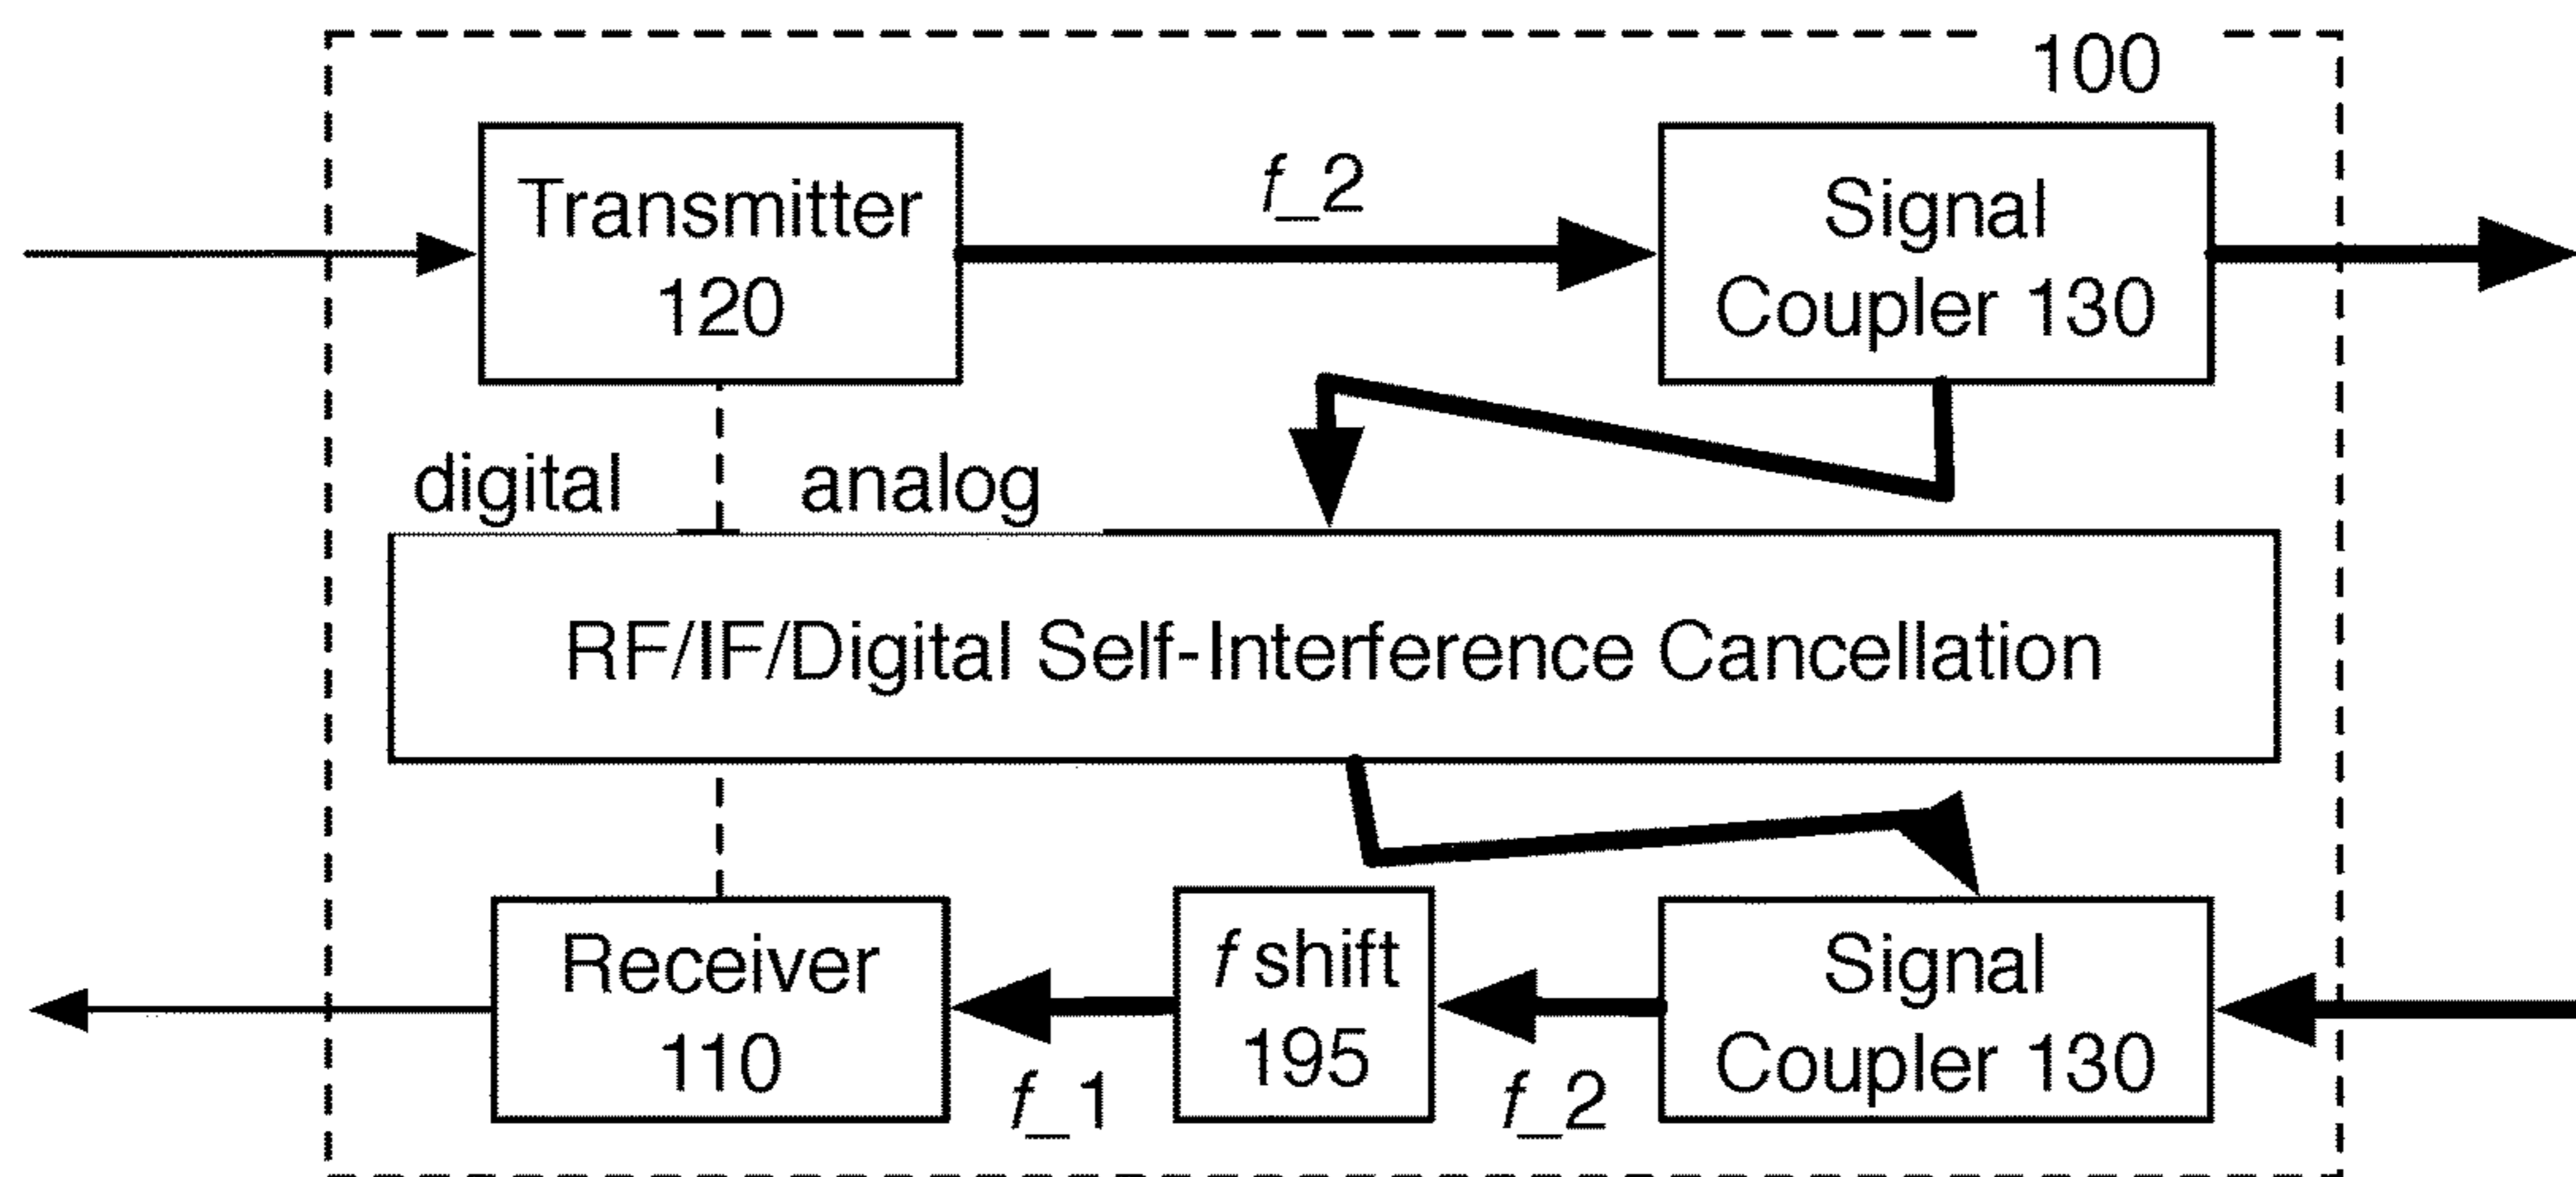 100
Transmitter
120
f_2
Signal
Coupler 130
digital
analog
RF/IF/Digital Self-Interference Cancellation
Receiver
110
f_1
f shift
195
f_2
Signal
Coupler 130